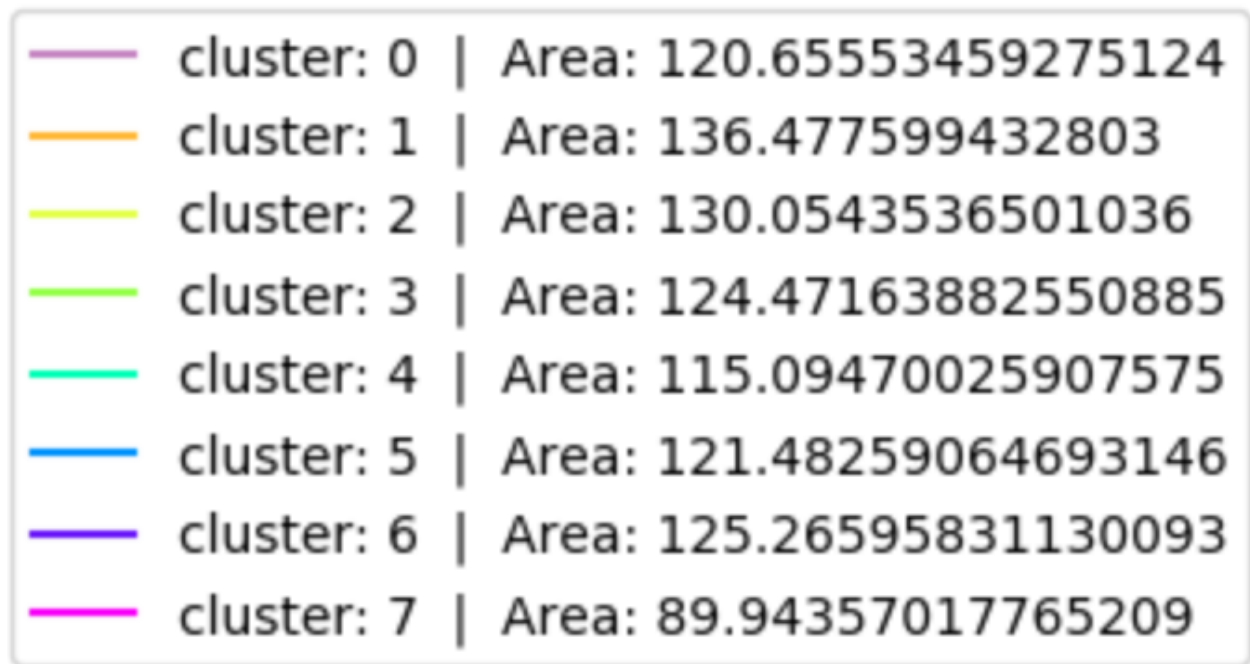 cluster: 0 | Area: 120.65553459275124
cluster: 1 | Area: 136.477599432803
cluster: 2 | Area: 130.0543536501036
cluster: 3 | Area: 124.47163882550885
cluster: 4 | Area: 115.09470025907575
cluster: 5 | Area: 121.48259064693146
cluster: 6 | Area: 125.26595831130093
cluster: 7 | Area: 89.94357017765209